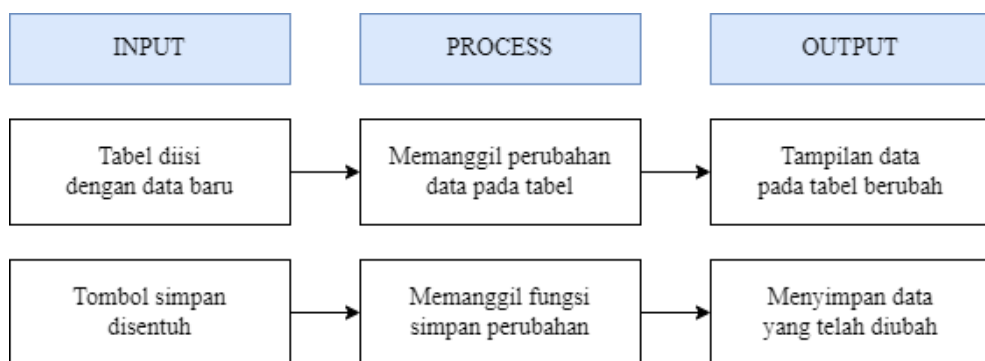 INPUT
PROCESS
OUTPUT
Tabel diisi
dengan data baru
Memanggil perubahan
data pada tabel
Tampilan data
pada tabel berubah
Tombol simpan
disentuh
Memanggil fungsi
simpan perubahan
Menyimpan data
yang telah diubah